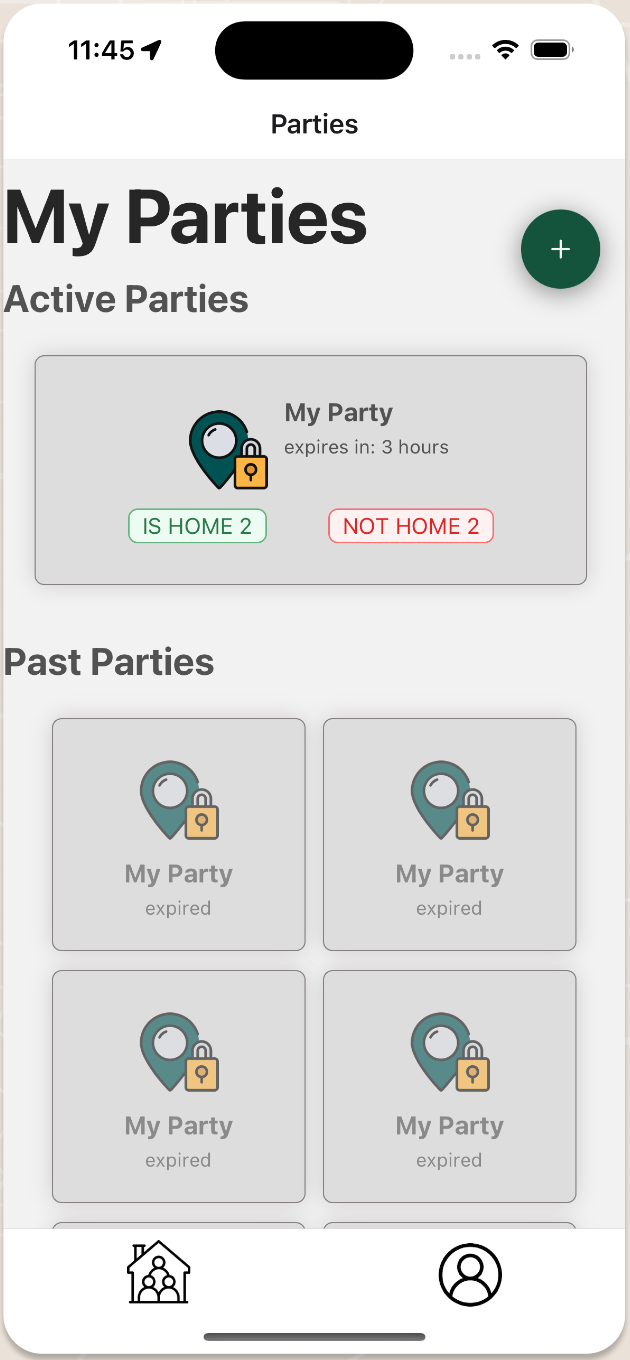 11:45
Parties
My Parties
+
Active Parties
My Party
expires in: 3 hours
IS HOME 2
NOT HOME 2
Past Parties
My Party
expired
My Party
expired
My Party
expired
My Party
expired